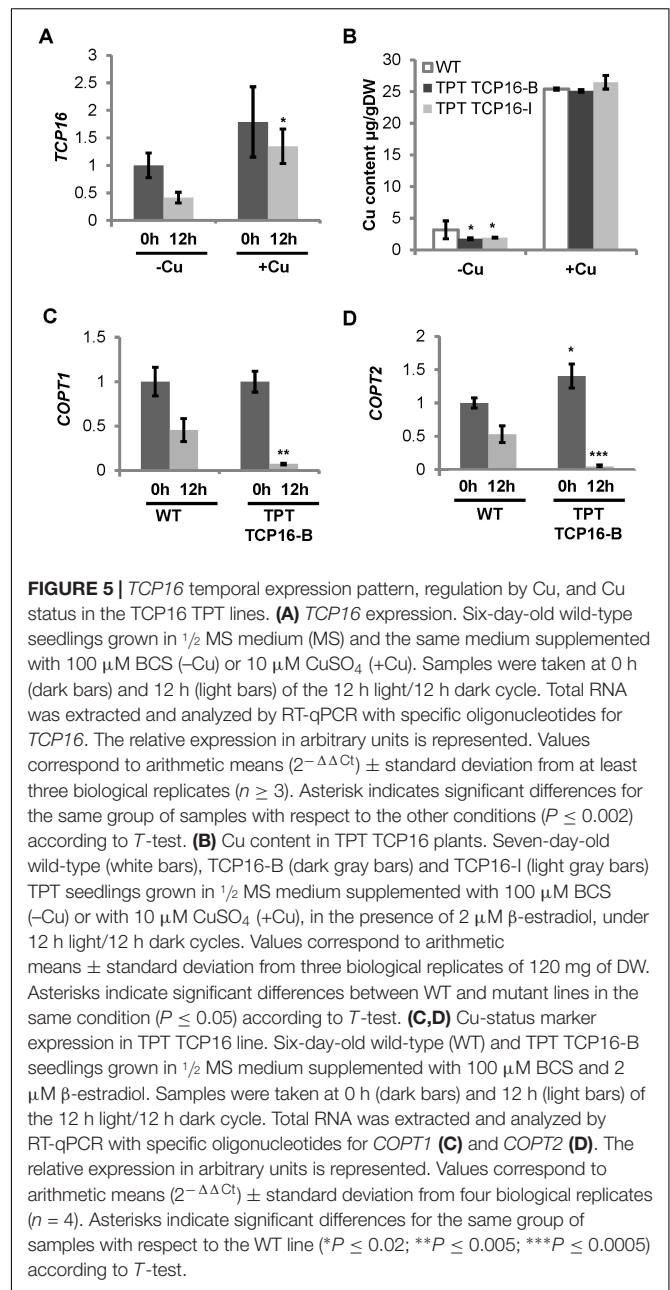 A
TCP16
3
2.5
2
1.5
1
0.5
0
*
0h 12h 0h 12h
-Cu +Cu
B
Cu content µg/gDW
30
25
20
15
10
5
0
WT
TPT TCP16-B
TPT TCP16-I
* *
-Cu +Cu
C
COPT1
1.5
1
0.5
0
**
0h 12h 0h 12h
WT TPT
TCP16-B
D
COPT2
2
1.5
1
0.5
0
*
***
0h 12h 0h 12h
WT TPT
TCP16-B
FIGURE 5 | TCP16 temporal expression pattern, regulation by Cu, and Cu
status in the TCP16 TPT lines. (A) TCP16 expression. Six-day-old wild-type
seedlings grown in 1/2 MS medium (MS) and the same medium supplemented
with 100 µM BCS (–Cu) or 10 µM CuSO4 (+Cu). Samples were taken at 0 h
(dark bars) and 12 h (light bars) of the 12 h light/12 h dark cycle. Total RNA
was extracted and analyzed by RT-qPCR with specific oligonucleotides for
TCP16. The relative expression in arbitrary units is represented. Values
correspond to arithmetic means (2−ΔΔCt) ± standard deviation from at least
three biological replicates (n ≥ 3). Asterisk indicates significant differences for
the same group of samples with respect to the other conditions (P ≤ 0.002)
according to T-test. (B) Cu content in TPT TCP16 plants. Seven-day-old
wild-type (white bars), TCP16-B (dark gray bars) and TCP16-I (light gray bars)
TPT seedlings grown in 1/2 MS medium supplemented with 100 µM BCS
(–Cu) or with 10 µM CuSO4 (+Cu), in the presence of 2 µM β-estradiol, under
12 h light/12 h dark cycles. Values correspond to arithmetic
means ± standard deviation from three biological replicates of 120 mg of DW.
Asterisks indicate significant differences between WT and mutant lines in the
same condition (P ≤ 0.05) according to T-test. (C,D) Cu-status marker
expression in TPT TCP16 line. Six-day-old wild-type (WT) and TPT TCP16-B
seedlings grown in 1/2 MS medium supplemented with 100 µM BCS and 2
µM β-estradiol. Samples were taken at 0 h (dark bars) and 12 h (light bars) of
the 12 h light/12 h dark cycle. Total RNA was extracted and analyzed by
RT-qPCR with specific oligonucleotides for COPT1 (C) and COPT2 (D). The
relative expression in arbitrary units is represented. Values correspond to
arithmetic means (2−ΔΔCt) ± standard deviation from four biological replicates
(n = 4). Asterisks indicate significant differences for the same group of
samples with respect to the WT line (*P ≤ 0.02; **P ≤ 0.005; ***P ≤ 0.0005)
according to T-test.